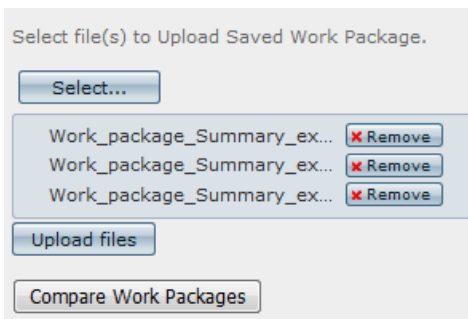 Select file(s) to Upload Saved Work Package.
Select...
Work_package_Summary_ex... Remove
Work_package_Summary_ex... Remove
Work_package_Summary_ex... Remove
Upload files
Compare Work Packages